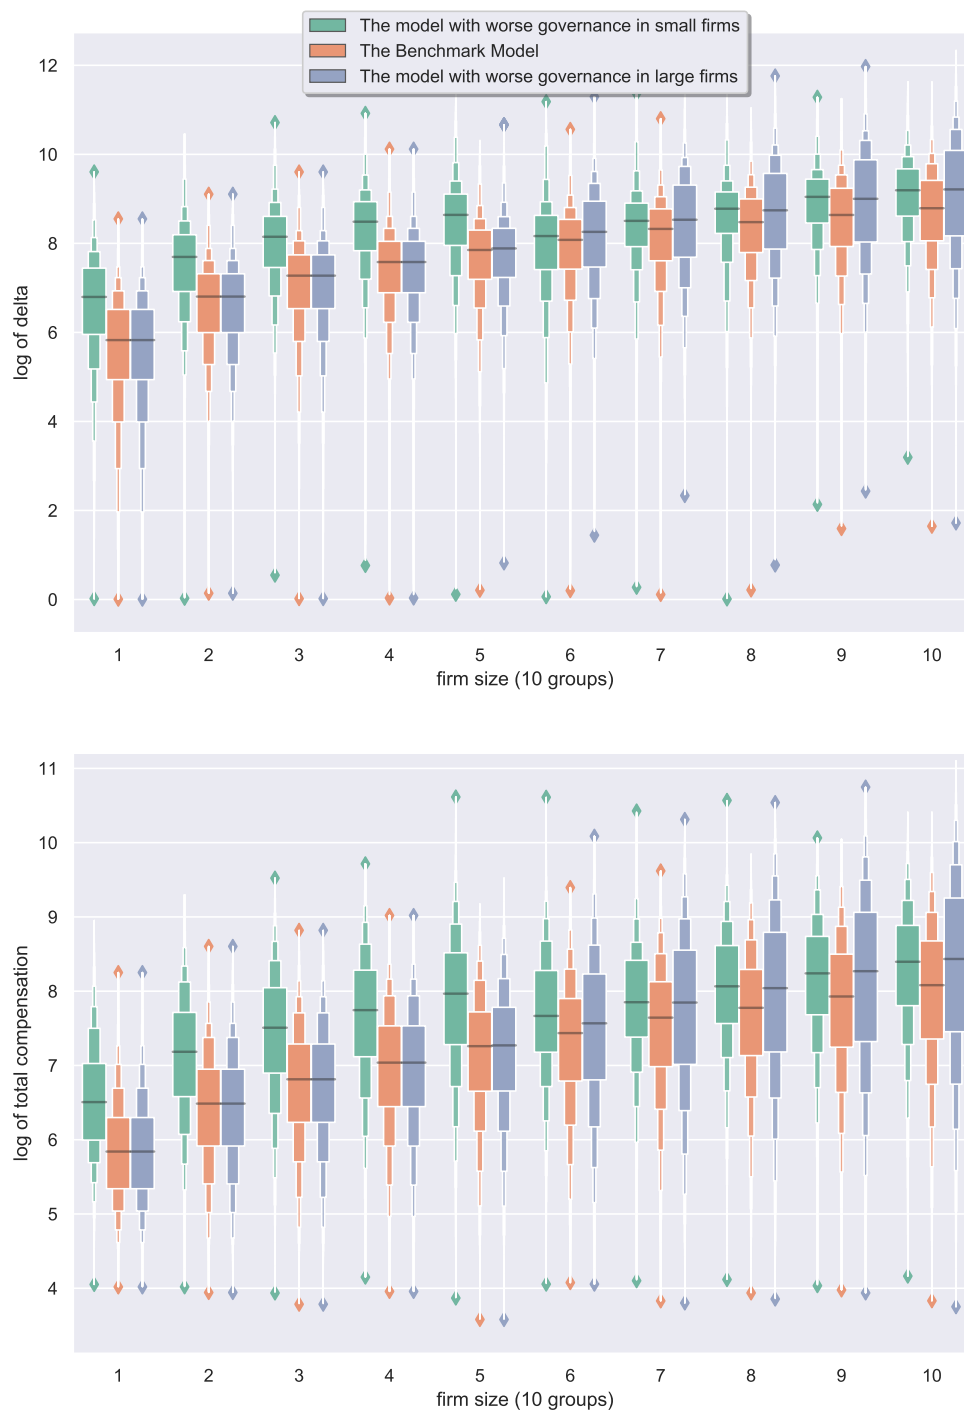 The model with worse governance in small firms
The Benchmark Model
The model with worse governance in large firms
12
10
8
6
4
2
0
log of delta
1 2 3 4 5 6 7 8 9 10
firm size (10 groups)
11
10
9
8
7
6
5
4
log of total compensation
1 2 3 4 5 6 7 8 9 10
firm size (10 groups)